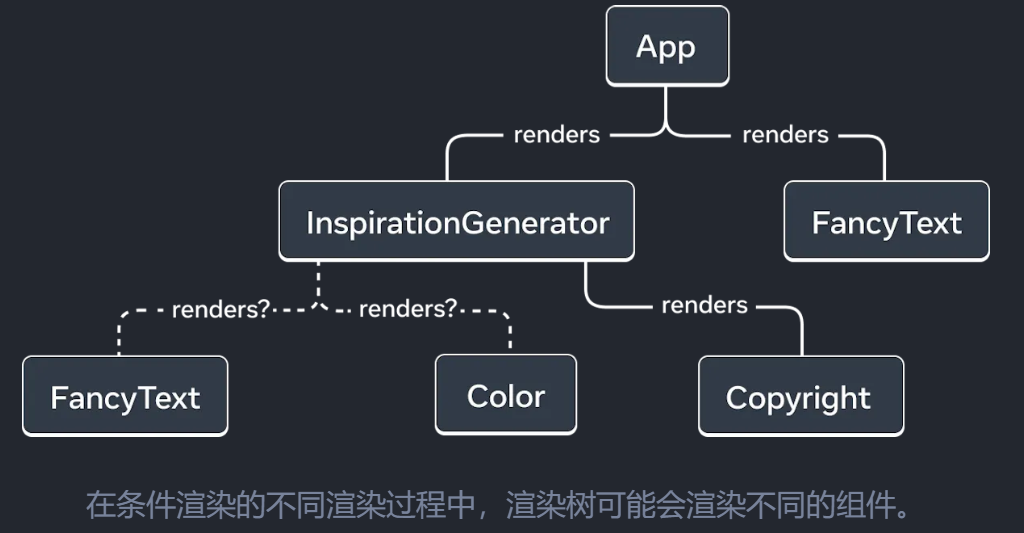 App
renders
renders
InspirationGenerator
FancyText
renders?
renders?
renders
FancyText
Color
Copyright
在条件渲染的不同渲染过程中，渲染树可能会渲染不同的组件。